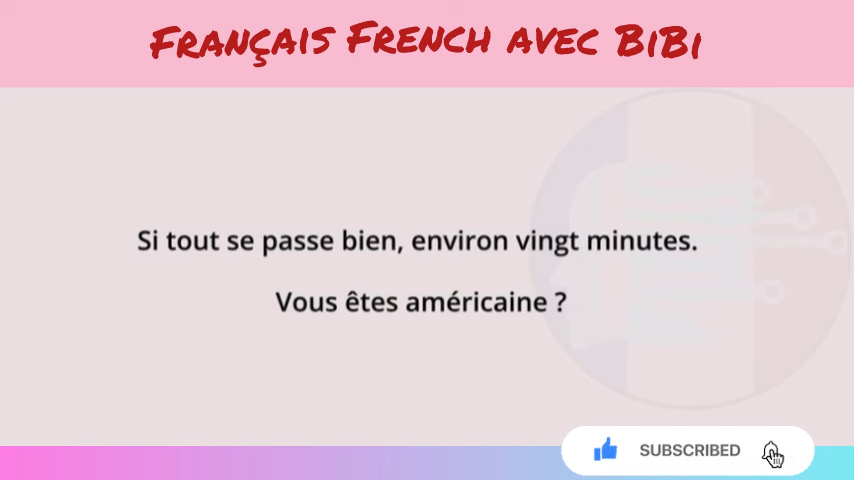 Français French avec BiBi
Si tout se passe bien, environ vingt minutes.
Vous êtes américaine ?
SUBSCRIBED